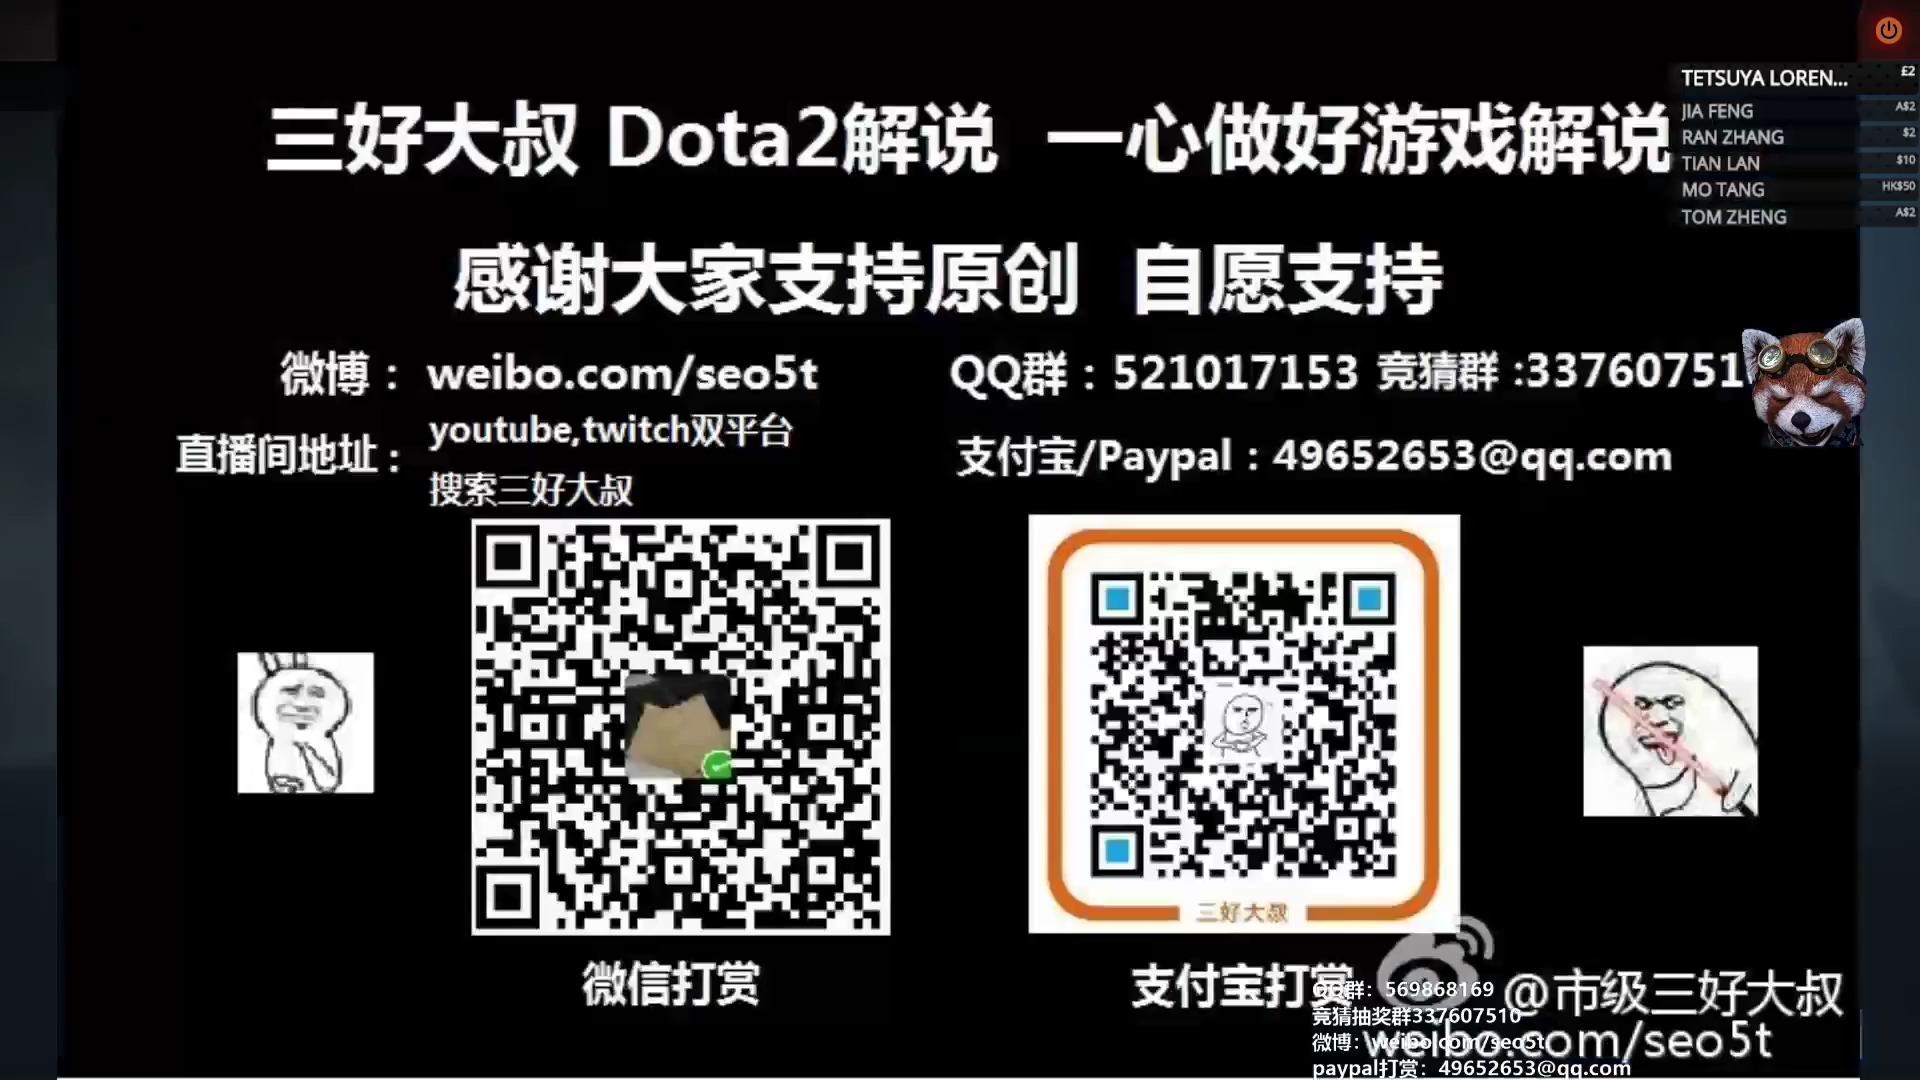 三好大叔 Dota2解说 一心做好游戏解说
感谢大家支持原创 自愿支持
微博： weibo.com/seo5t
QQ群：521017153 竞猜群 :33760751
直播间地址： youtube,twitch双平台
搜索三好大叔
支付宝/Paypal：49652653@qq.com
TETSUYA LOREN... £2
JIA FENG A$2
RAN ZHANG $2
TIAN LAN $10
MO TANG HK$50
TOM ZHENG A$2
三好大叔
微信打赏
支付宝打赏
@市级三好大叔
weibo.com/seo5t
QQ群：569868169
竞猜抽奖群337607510
微博：weibo.com/seo5t
paypal打赏：49652653@qq.com